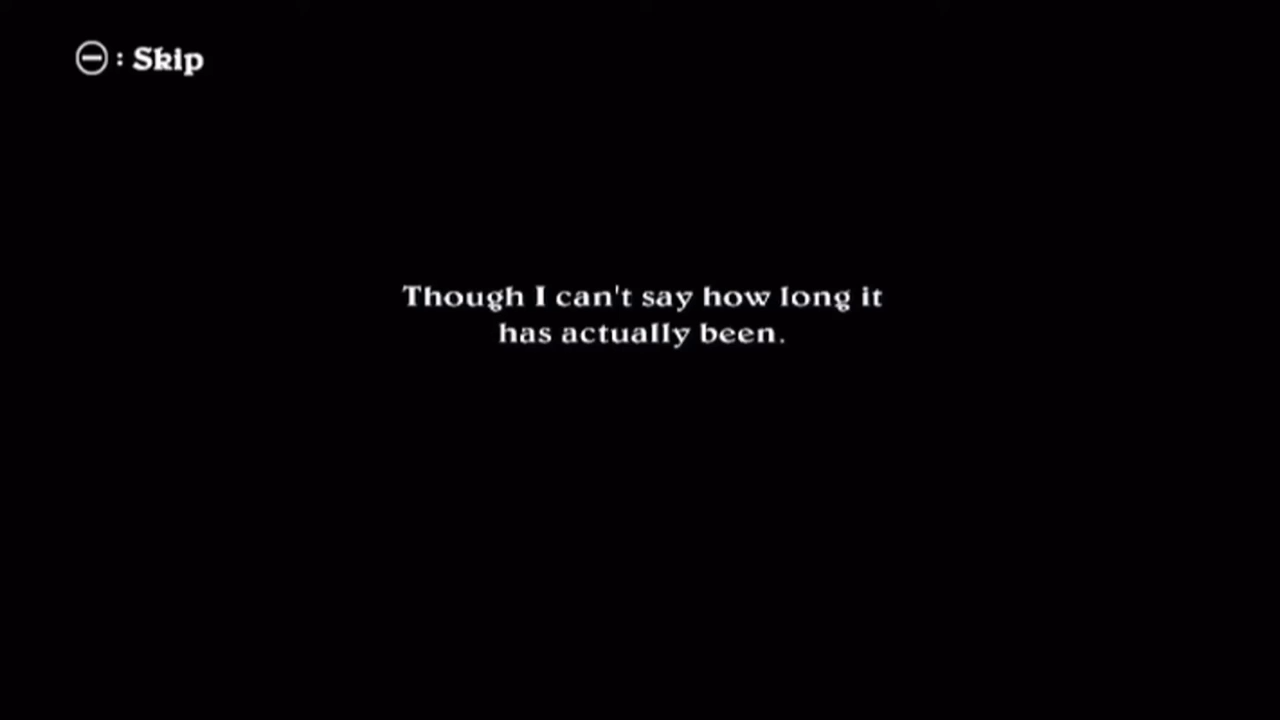 ⊖ : Skip
Though I can't say how long it
has actually been.